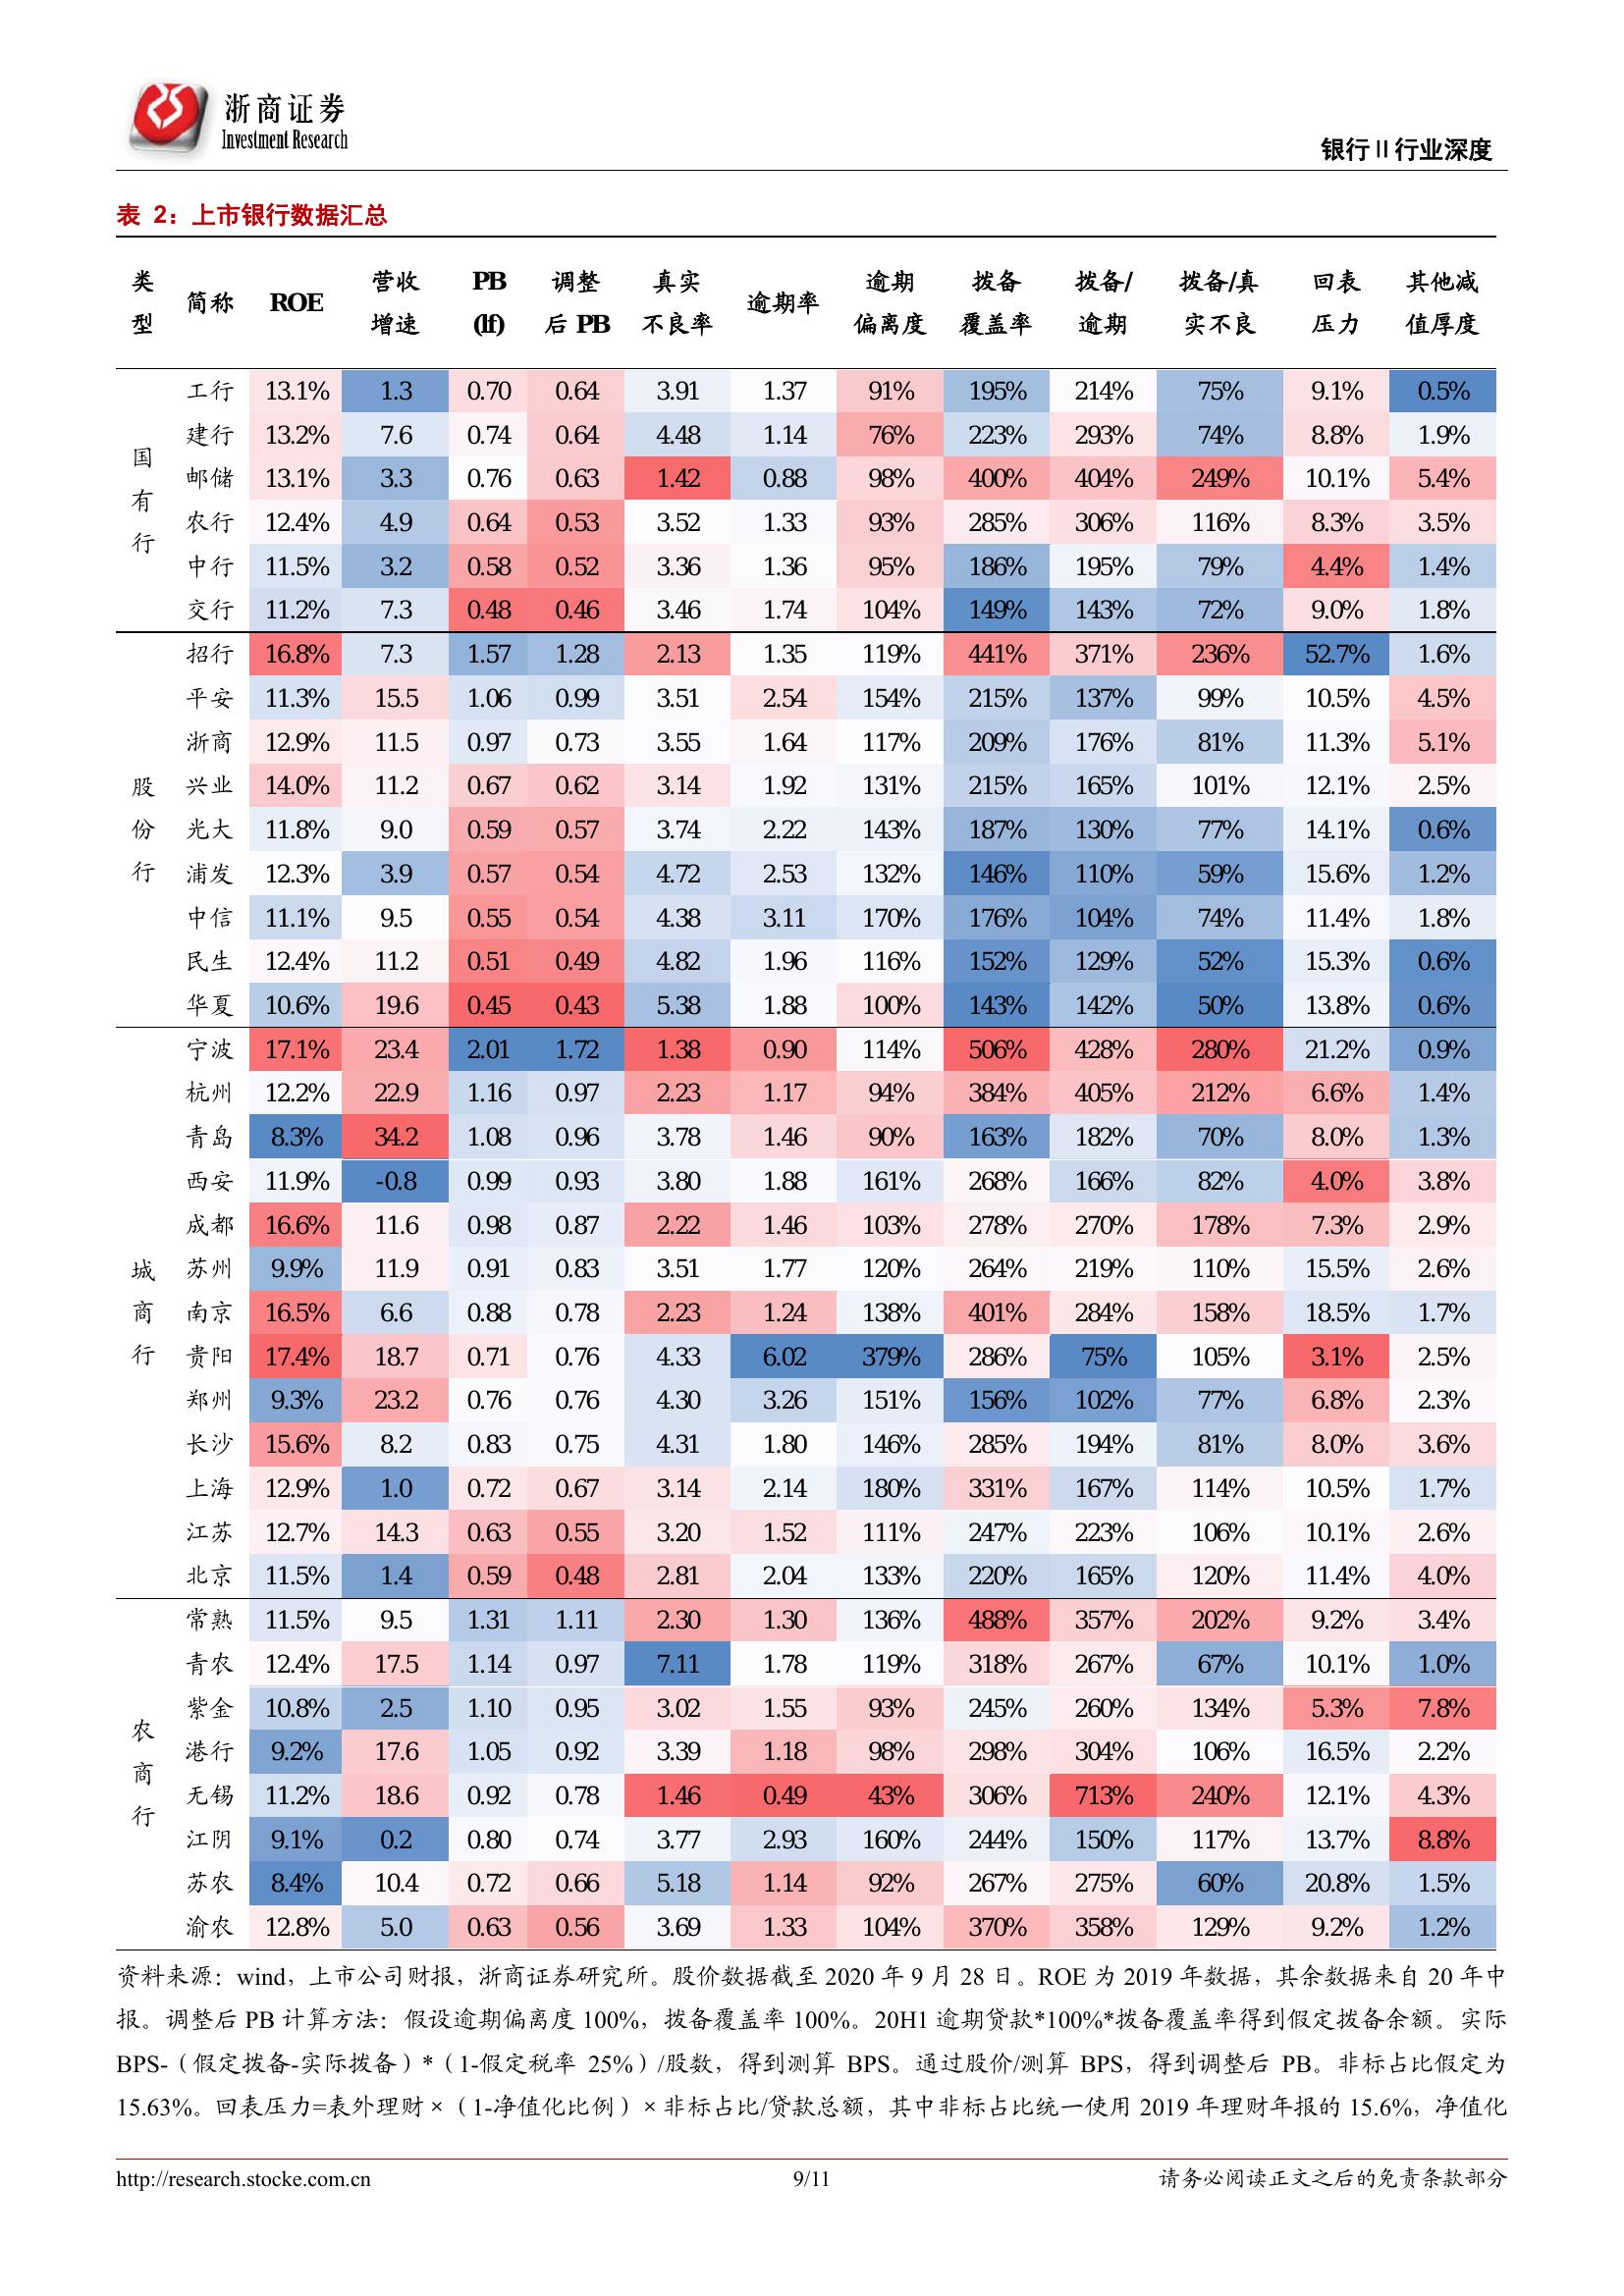 浙商证券
Investment Research
银行Ⅱ行业深度
表 2：上市银行数据汇总
类型 简称 ROE 营收增速 PB (lf) 调整后 PB 真实不良率 逾期率 逾期偏离度 拨备覆盖率 拨备/逾期 拨备/真实不良 回表压力 其他减值厚度
国有行
工行 13.1% 1.3 0.70 0.64 3.91 1.37 91% 195% 214% 75% 9.1% 0.5%
建行 13.2% 7.6 0.74 0.64 4.48 1.14 76% 223% 293% 74% 8.8% 1.9%
邮储 13.1% 3.3 0.76 0.63 1.42 0.88 98% 400% 404% 249% 10.1% 5.4%
农行 12.4% 4.9 0.64 0.53 3.52 1.33 93% 285% 306% 116% 8.3% 3.5%
中行 11.5% 3.2 0.58 0.52 3.36 1.36 95% 186% 195% 79% 4.4% 1.4%
交行 11.2% 7.3 0.48 0.46 3.46 1.74 104% 149% 143% 72% 9.0% 1.8%
股份行
招行 16.8% 7.3 1.57 1.28 2.13 1.35 119% 441% 371% 236% 52.7% 1.6%
平安 11.3% 15.5 1.06 0.99 3.51 2.54 154% 215% 137% 99% 10.5% 4.5%
浙商 12.9% 11.5 0.97 0.73 3.55 1.64 117% 209% 176% 81% 11.3% 5.1%
兴业 14.0% 11.2 0.67 0.62 3.14 1.92 131% 215% 165% 101% 12.1% 2.5%
光大 11.8% 9.0 0.59 0.57 3.74 2.22 143% 187% 130% 77% 14.1% 0.6%
浦发 12.3% 3.9 0.57 0.54 4.72 2.53 132% 146% 110% 59% 15.6% 1.2%
中信 11.1% 9.5 0.55 0.54 4.38 3.11 170% 176% 104% 74% 11.4% 1.8%
民生 12.4% 11.2 0.51 0.49 4.82 1.96 116% 152% 129% 52% 15.3% 0.6%
华夏 10.6% 19.6 0.45 0.43 5.38 1.88 100% 143% 142% 50% 13.8% 0.6%
城商行
宁波 17.1% 23.4 2.01 1.72 1.38 0.90 114% 506% 428% 280% 21.2% 0.9%
杭州 12.2% 22.9 1.16 0.97 2.23 1.17 94% 384% 405% 212% 6.6% 1.4%
青岛 8.3% 34.2 1.08 0.96 3.78 1.46 90% 163% 182% 70% 8.0% 1.3%
西安 11.9% -0.8 0.99 0.93 3.80 1.88 161% 268% 166% 82% 4.0% 3.8%
成都 16.6% 11.6 0.98 0.87 2.22 1.46 103% 278% 270% 178% 7.3% 2.9%
苏州 9.9% 11.9 0.91 0.83 3.51 1.77 120% 264% 219% 110% 15.5% 2.6%
南京 16.5% 6.6 0.88 0.78 2.23 1.24 138% 401% 284% 158% 18.5% 1.7%
贵阳 17.4% 18.7 0.71 0.76 4.33 6.02 379% 286% 75% 105% 3.1% 2.5%
郑州 9.3% 23.2 0.76 0.76 4.30 3.26 151% 156% 102% 77% 6.8% 2.3%
长沙 15.6% 8.2 0.83 0.75 4.31 1.80 146% 285% 194% 81% 8.0% 3.6%
上海 12.9% 1.0 0.72 0.67 3.14 2.14 180% 331% 167% 114% 10.5% 1.7%
江苏 12.7% 14.3 0.63 0.55 3.20 1.52 111% 247% 223% 106% 10.1% 2.6%
北京 11.5% 1.4 0.59 0.48 2.81 2.04 133% 220% 165% 120% 11.4% 4.0%
农商行
常熟 11.5% 9.5 1.31 1.11 2.30 1.30 136% 488% 357% 202% 9.2% 3.4%
青农 12.4% 17.5 1.14 0.97 7.11 1.78 119% 318% 267% 67% 10.1% 1.0%
紫金 10.8% 2.5 1.10 0.95 3.02 1.55 93% 245% 260% 134% 5.3% 7.8%
港行 9.2% 17.6 1.05 0.92 3.39 1.18 98% 298% 304% 106% 16.5% 2.2%
无锡 11.2% 18.6 0.92 0.78 1.46 0.49 43% 306% 713% 240% 12.1% 4.3%
江阴 9.1% 0.2 0.80 0.74 3.77 2.93 160% 244% 150% 117% 13.7% 8.8%
苏农 8.4% 10.4 0.72 0.66 5.18 1.14 92% 267% 275% 60% 20.8% 1.5%
渝农 12.8% 5.0 0.63 0.56 3.69 1.33 104% 370% 358% 129% 9.2% 1.2%
资料来源：wind，上市公司财报，浙商证券研究所。股价数据截至 2020 年 9 月 28 日。ROE 为 2019 年数据，其余数据来自 20 年中
报。调整后 PB 计算方法：假设逾期偏离度 100%，拨备覆盖率 100%。20H1 逾期贷款*100%*拨备覆盖率得到假定拨备余额。实际
BPS-（假定拨备-实际拨备）*（1-假定税率 25%）/股数，得到测算 BPS。通过股价/测算 BPS，得到调整后 PB。非标占比假定为
15.63%。回表压力=表外理财×（1-净值化比例）×非标占比/贷款总额，其中非标占比统一使用 2019 年理财年报的 15.6%，净值化
http://research.stocke.com.cn 9/11 请务必阅读正文之后的免责条款部分